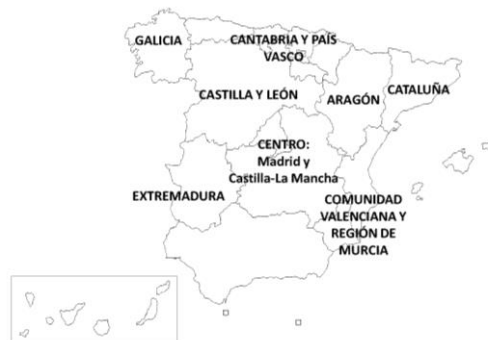 GALICIA
CANTABRIA Y PAÍS
VASCO
CASTILLA Y LEÓN
ARAGÓN
CATALUÑA
CENTRO:
Madrid y
Castilla-La Mancha
EXTREMADURA
COMUNIDAD
VALENCIANA Y
REGIÓN DE
MURCIA